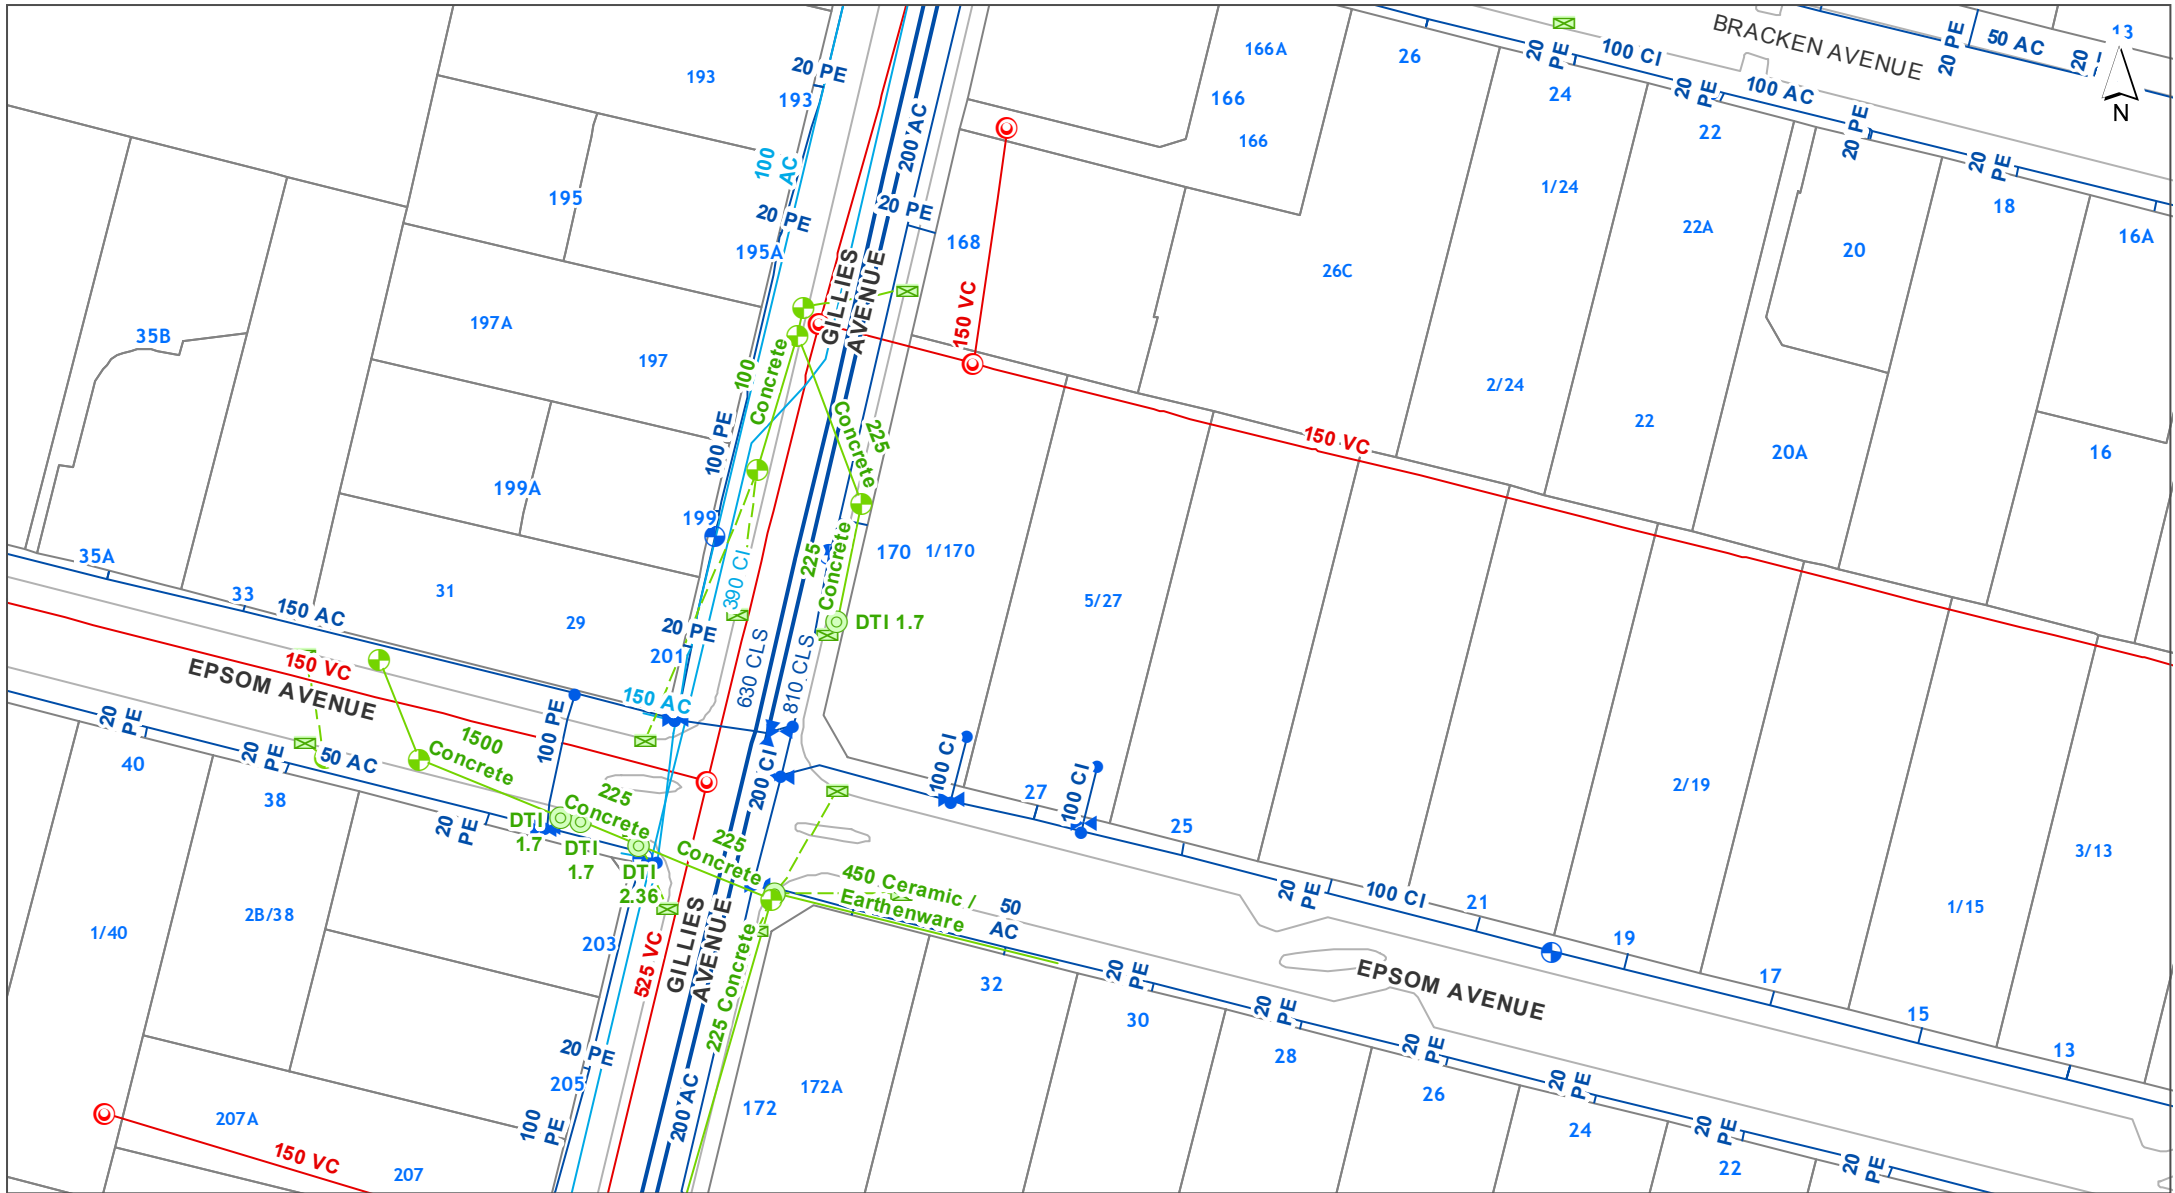 BRACKEN AVENUE
13
N
20 PE
50 AC
20
166A
26
20 PE
100 CI
20 PE
100 AC
20 PE
20 PE
193
20 PE
193
200 AC
166
166
24
22
1/24
18
16A
195
100 AC
20 PE
195A
20 PE
168
22A
20
26C
GILLIES AVENUE
35B
197A
197
150 VC
2/24
22
20A
16
100 Concrete
225 Concrete
100 PE
150 VC
199A
199
35A
33
31
29
150 AC
390 CI
225 Concrete
170
1/170
DTI 1.7
5/27
20 PE
201
150 AC
630 CLS
810 CLS
EPSOM AVENUE
150 VC
20 PE
40
20 PE
50 AC
38
1500 Concrete
100 PE
200 CI
100 CI
27
100 CI
25
2/19
3/13
20 PE
DTI 1.7
225 Concrete
DTI 1.7
DTI 2.36
225 Concrete
450 Ceramic / Earthenware
50 AC
20 PE
100 CI
21
19
17
15
13
1/15
1/40
2B/38
203
525 VC
GILLIES AVENUE
225 Concrete
32
20 PE
30
20 PE
28
EPSOM AVENUE
20 PE
26
20 PE
24
20 PE
22
20 PE
20 PE
205
100 PE
200 AC
172
172A
207A
150 VC
207